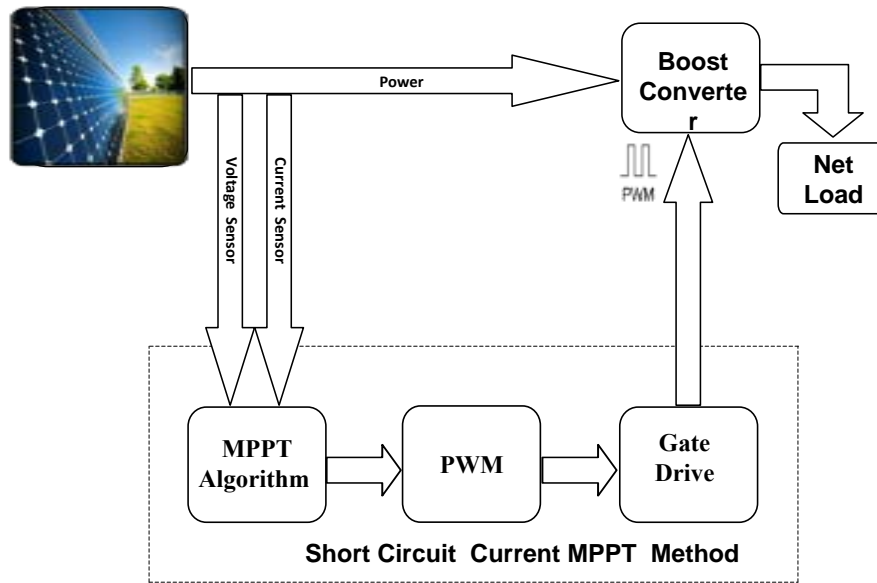 Power
Boost
Converte
r
Net
Load
PWM
Voltage Sensor
Current Sensor
MPPT
Algorithm
PWM
Gate
Drive
Short Circuit Current MPPT Method